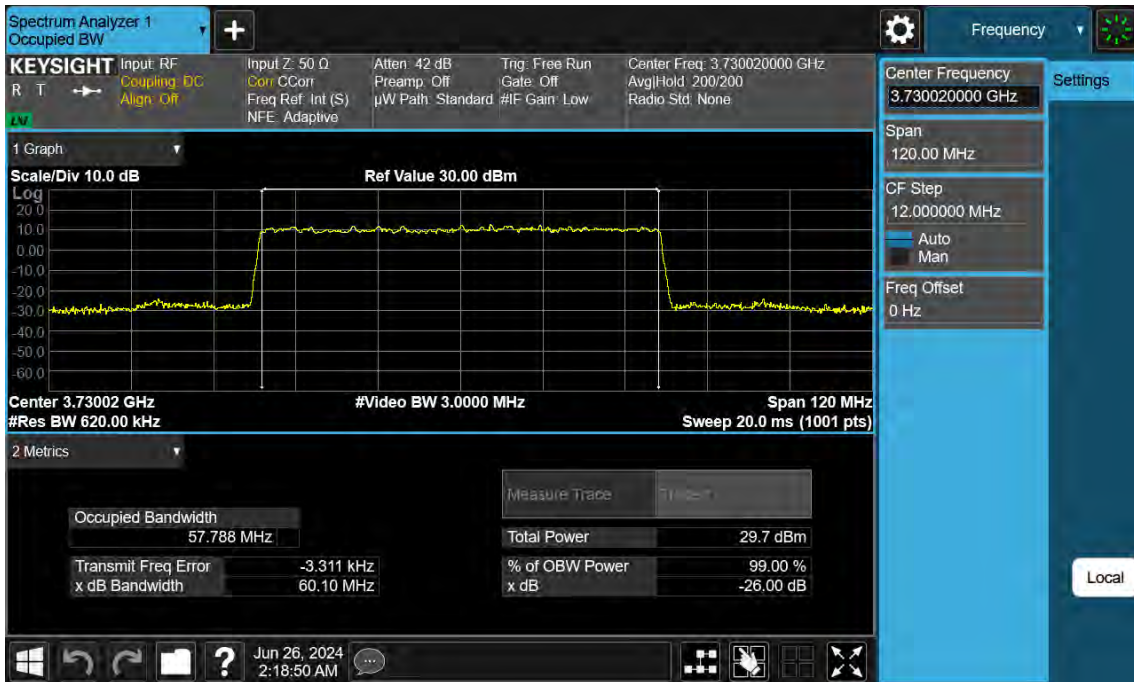 Spectrum Analyzer 1
Occupied BW
Frequency
KEYSIGHT
R T
LNI
Input: RF
Coupling: DC
Align: Off
Input Z: 50 Ω
Corr CCorr
Freq Ref: Int (S)
NFE: Adaptive
Atten: 42 dB
Preamp: Off
µW Path: Standard
Trig: Free Run
Gate: Off
#IF Gain: Low
Center Freq: 3.730020000 GHz
Avg|Hold: 200/200
Radio Std: None
Center Frequency
3.730020000 GHz
Settings
Span
120.00 MHz
CF Step
12.000000 MHz
Auto
Man
Freq Offset
0 Hz
Local
1 Graph
Scale/Div 10.0 dB
Ref Value 30.00 dBm
Log
20.0
10.0
0.00
-10.0
-20.0
-30.0
-40.0
-50.0
-60.0
Center 3.73002 GHz
#Video BW 3.0000 MHz
Span 120 MHz
#Res BW 620.00 kHz
Sweep 20.0 ms (1001 pts)
2 Metrics
Measure Trace
Trace 1
Occupied Bandwidth
57.788 MHz
Total Power 29.7 dBm
Transmit Freq Error -3.311 kHz
% of OBW Power 99.00 %
x dB Bandwidth 60.10 MHz
x dB -26.00 dB
Jun 26, 2024
2:18:50 AM